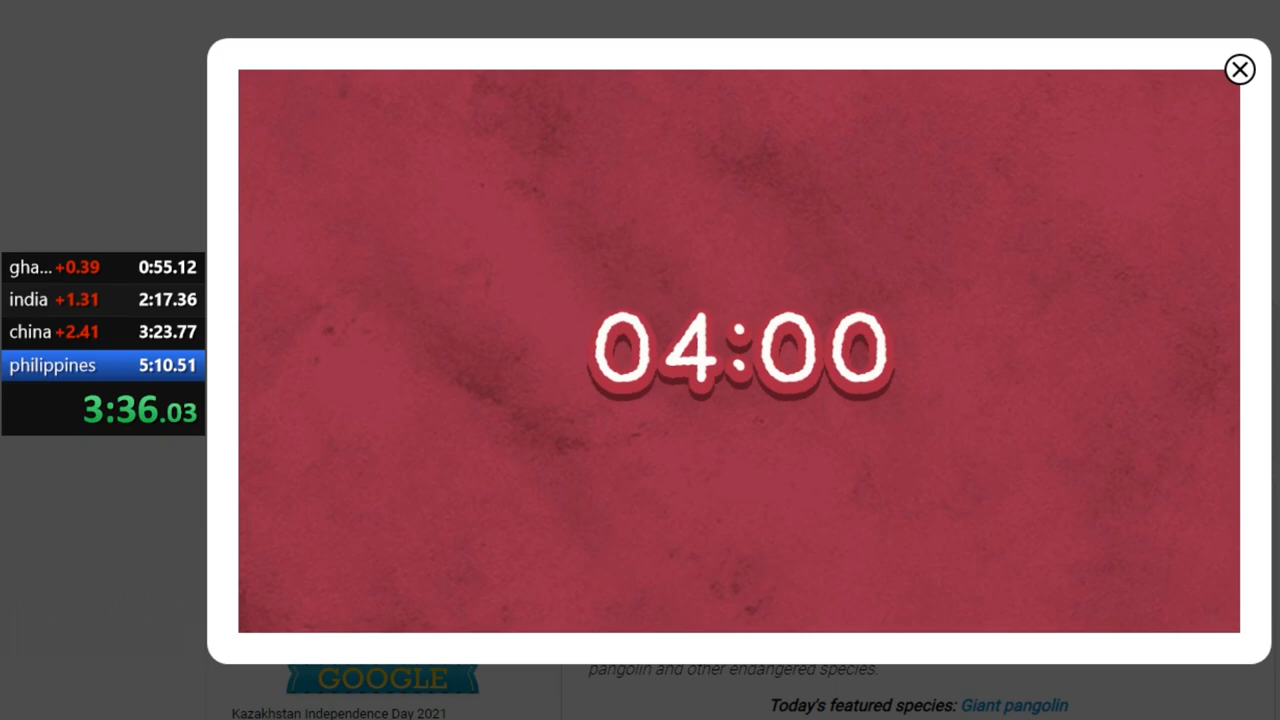 gha... +0.39 0:55.12
india +1.31 2:17.36
china +2.41 3:23.77
philippines 5:10.51
3:36.03
04:00
GOOGLE
Kazakhstan Independence Day 2021
pangolin and other endangered species.
Today's featured species: Giant pangolin